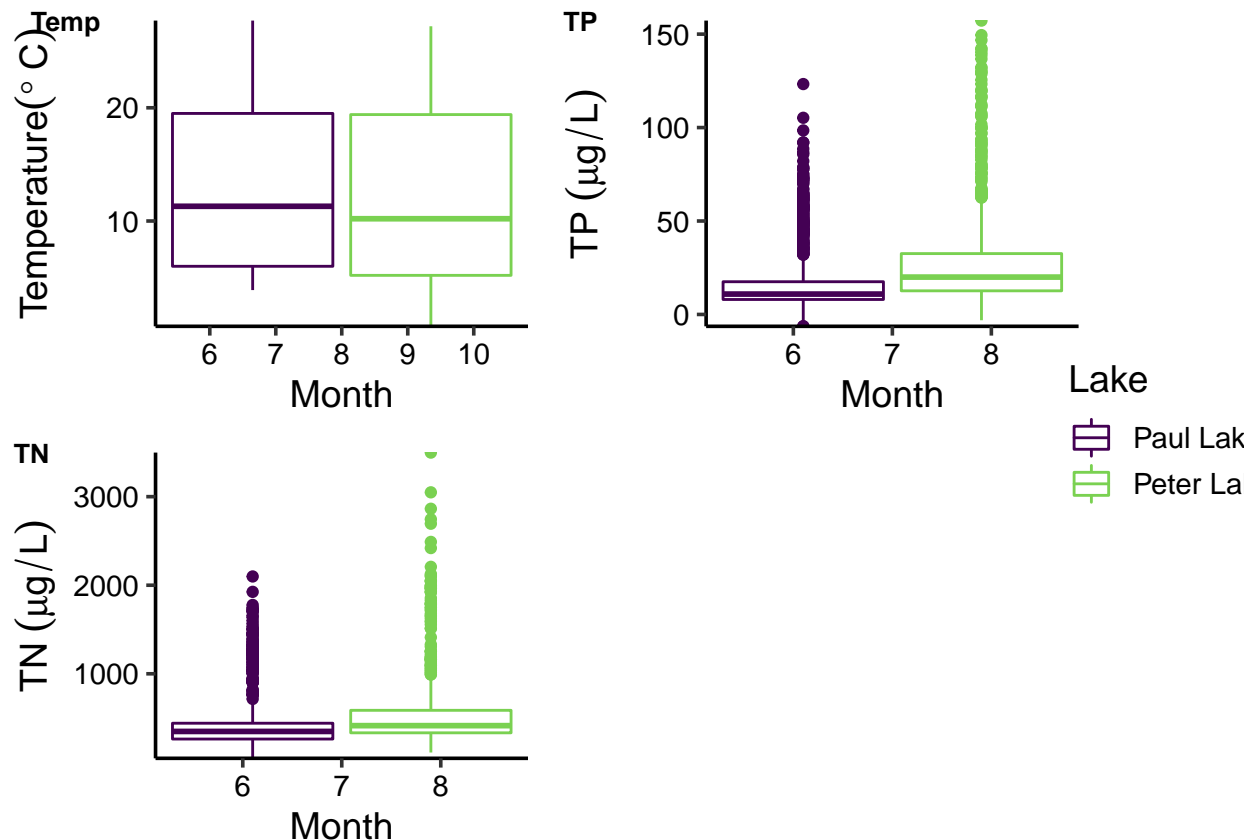 Temp
Temperature(° C)
20
10
6 7 8 9 10
Month
TP
TP (μg/L)
150
100
50
0
6 7 8
Month
Lake
Paul Lak
Peter La
TN
TN (μg/L)
3000
2000
1000
6 7 8
Month